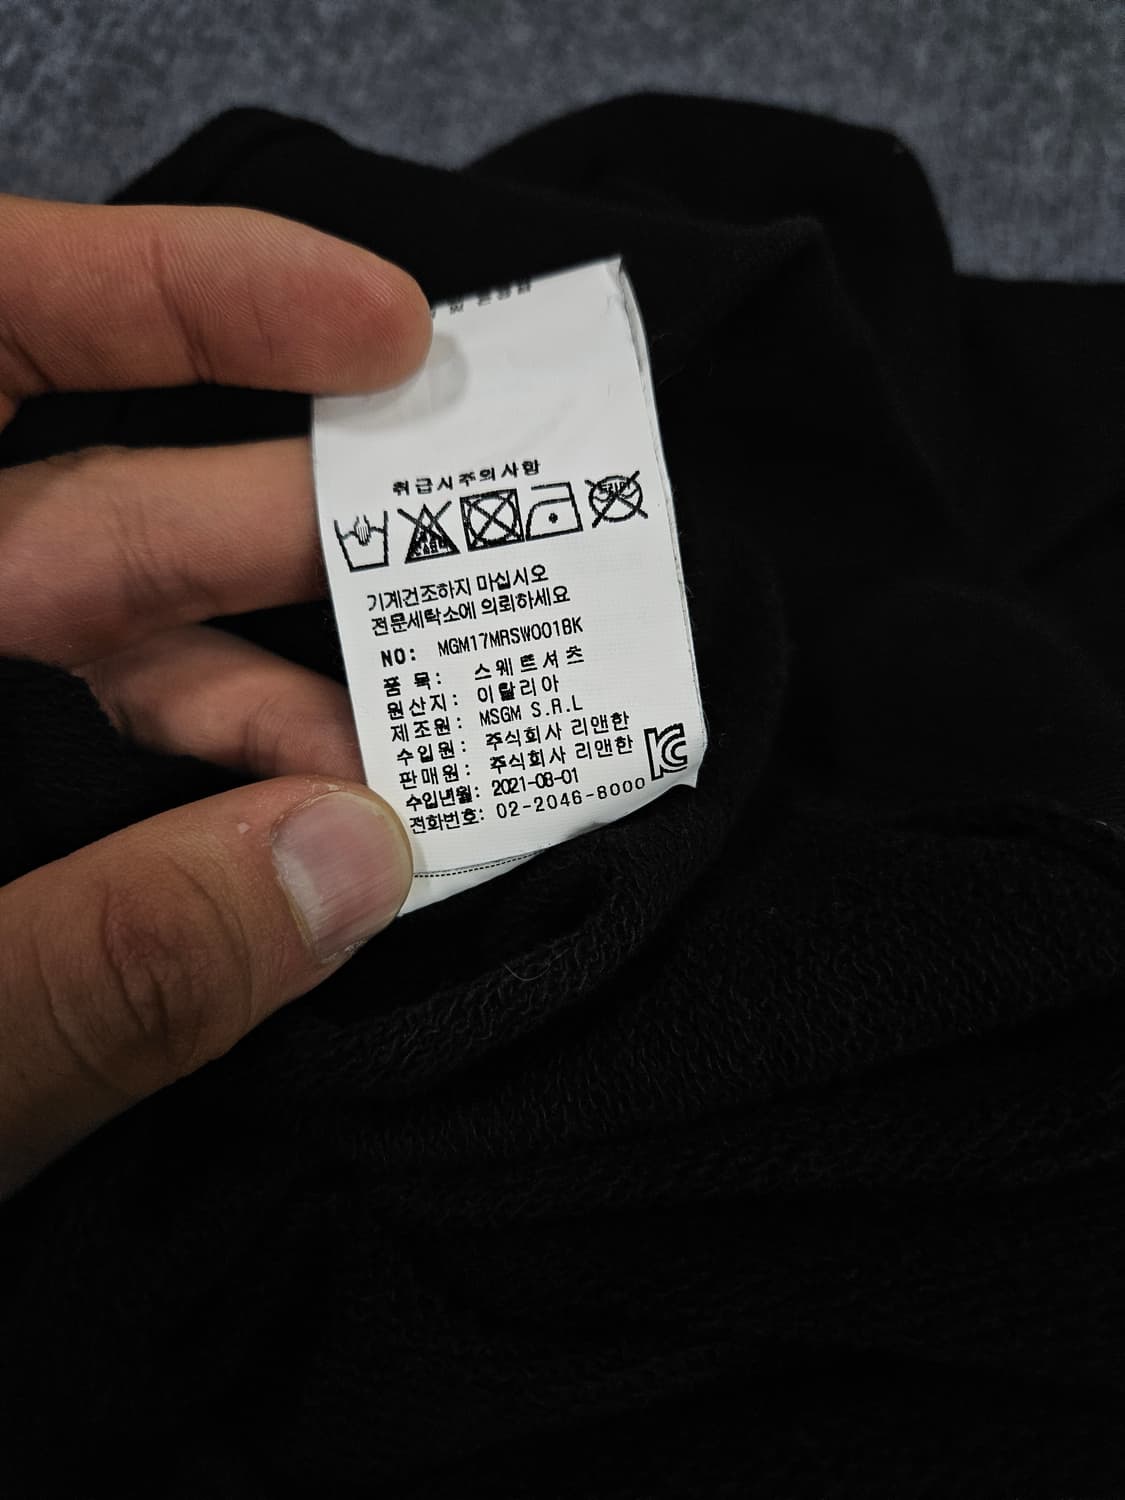 취급시주의사항
드라이
기계건조하지 마십시오
전문세탁소에 의뢰하세요
NO: MGM17MRSW001BK
품 목: 스웨트셔츠
원산지: 이탈리아
제조원: MSGM S.R.L
수입원: 주식회사 리앤한
판매원: 주식회사 리앤한
수입년월: 2021-08-01
전화번호: 02-2046-8000